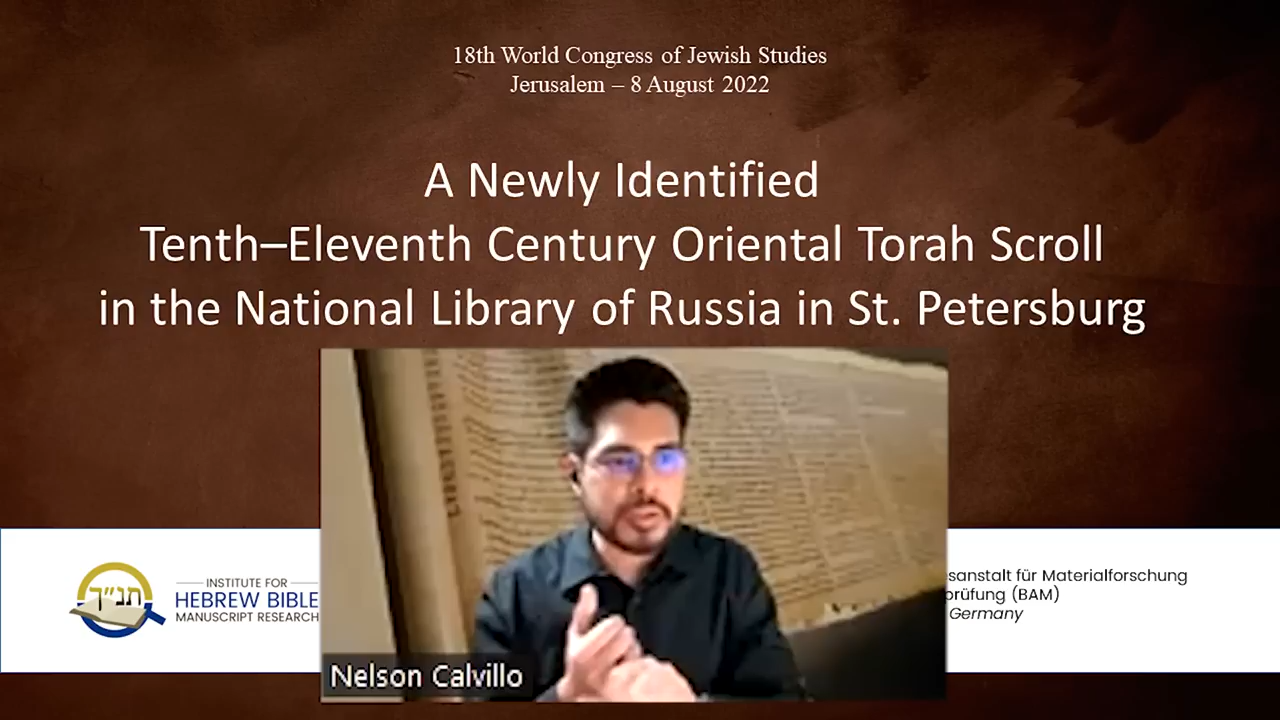 18th World Congress of Jewish Studies
Jerusalem – 8 August 2022
A Newly Identified
Tenth–Eleventh Century Oriental Torah Scroll
in the National Library of Russia in St. Petersburg
תנ״ך
INSTITUTE FOR
HEBREW BIBLE
MANUSCRIPT RESEARCH
sanstalt für Materialforschung
prüfung (BAM)
Germany
Nelson Calvillo